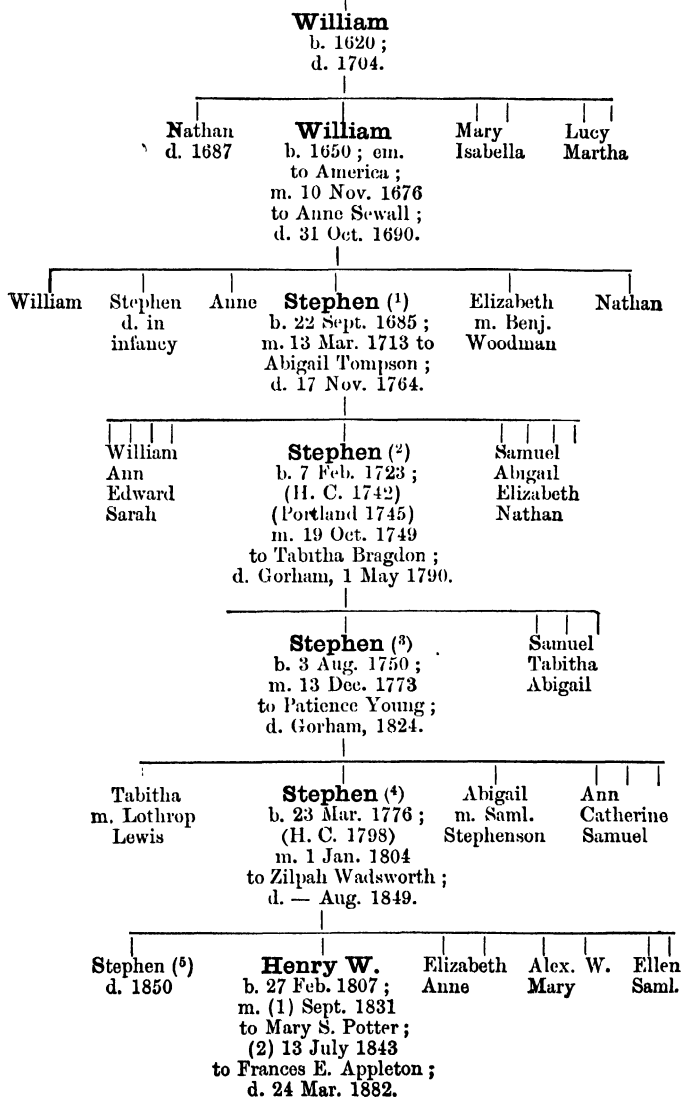 William
b. 1620 ;
d. 1704.
Nathan William Mary Lucy
d. 1687 b. 1650 ; em. Isabella Martha
to America ;
m. 10 Nov. 1676
to Anne Sewall ;
d. 31 Oct. 1690.
William Stephen Anne Stephen (1) Elizabeth Nathan
d. in b. 22 Sept. 1685 ; m. Benj.
infancy m. 13 Mar. 1713 to Woodman
Abigail Tompson ;
d. 17 Nov. 1764.
William Stephen (2) Samuel
Ann b. 7 Feb. 1723 ; Abigail
Edward (H. C. 1742) Elizabeth
Sarah (Portland 1745) Nathan
m. 19 Oct. 1749
to Tabitha Bragdon ;
d. Gorham, 1 May 1790.
Stephen (3) Samuel
b. 3 Aug. 1750 ; Tabitha
m. 13 Dec. 1773 Abigail
to Patience Young ;
d. Gorham, 1824.
Tabitha Stephen (4) Abigail Ann
m. Lothrop b. 23 Mar. 1776 ; m. Saml. Catherine
Lewis (H. C. 1798) Stephenson Samuel
m. 1 Jan. 1804
to Zilpah Wadsworth ;
d. — Aug. 1849.
Stephen (5) Henry W. Elizabeth Alex. W. Ellen
d. 1850 b. 27 Feb. 1807 ; Anne Mary Saml.
m. (1) Sept. 1831
to Mary S. Potter ;
(2) 13 July 1843
to Frances E. Appleton ;
d. 24 Mar. 1882.